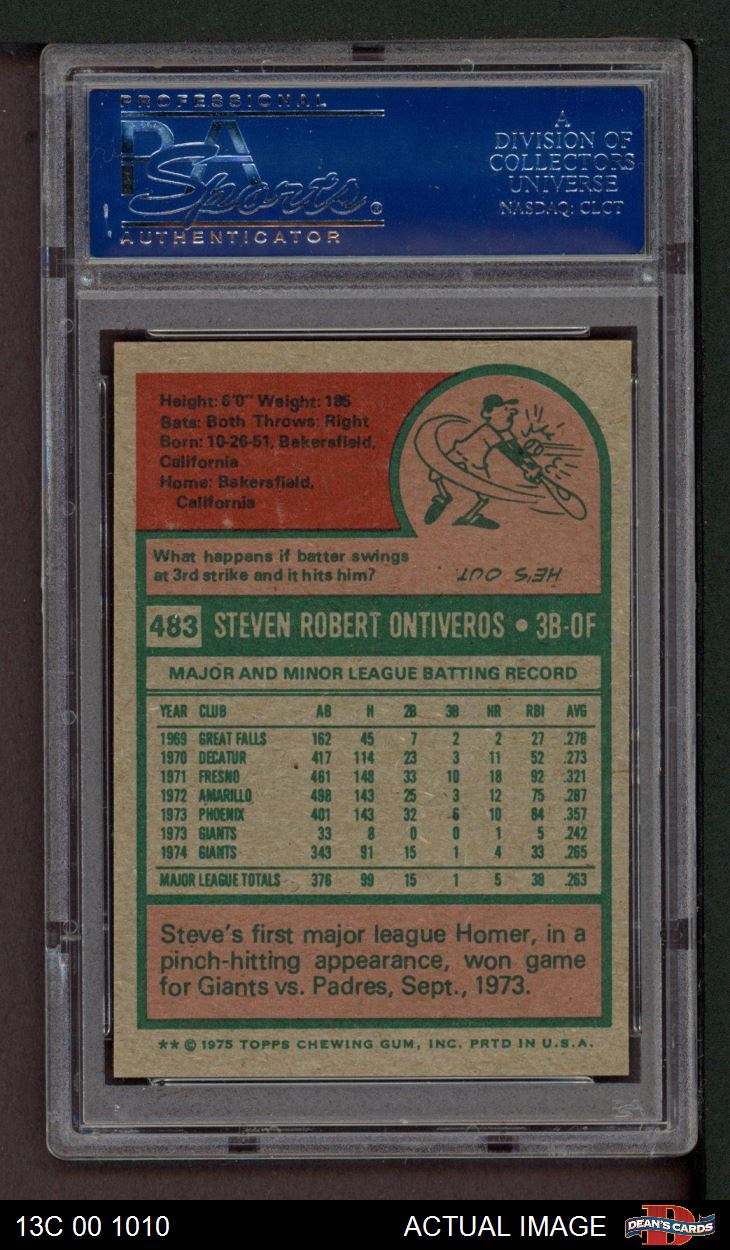 PROFESSIONAL
PSA
Sports®
AUTHENTICATOR
A
DIVISION OF
COLLECTORS
UNIVERSE
NASDAQ: CLCT
Height: 6'0" Weight: 185
Bats: Both Throws: Right
Born: 10-26-51, Bakersfield,
California
Home: Bakersfield,
California
What happens if batter swings
at 3rd strike and it hits him?
HE'S OUT
483 STEVEN ROBERT ONTIVEROS • 3B-OF
MAJOR AND MINOR LEAGUE BATTING RECORD
YEAR CLUB AB H 2B 3B HR RBI AVG
1969 GREAT FALLS 162 45 7 2 2 27 .278
1970 DECATUR 417 114 23 3 11 52 .273
1971 FRESNO 461 148 33 10 18 92 .321
1972 AMARILLO 498 143 25 3 12 75 .287
1973 PHOENIX 401 143 32 6 10 84 .357
1973 GIANTS 33 8 0 0 1 5 .242
1974 GIANTS 343 91 15 1 4 33 .265
MAJOR LEAGUE TOTALS 376 99 15 1 5 38 .263
Steve's first major league Homer, in a
pinch-hitting appearance, won game
for Giants vs. Padres, Sept., 1973.
** © 1975 TOPPS CHEWING GUM, INC. PRTD IN U.S.A.
13C 00 1010
ACTUAL IMAGE
DEAN'S CARDS